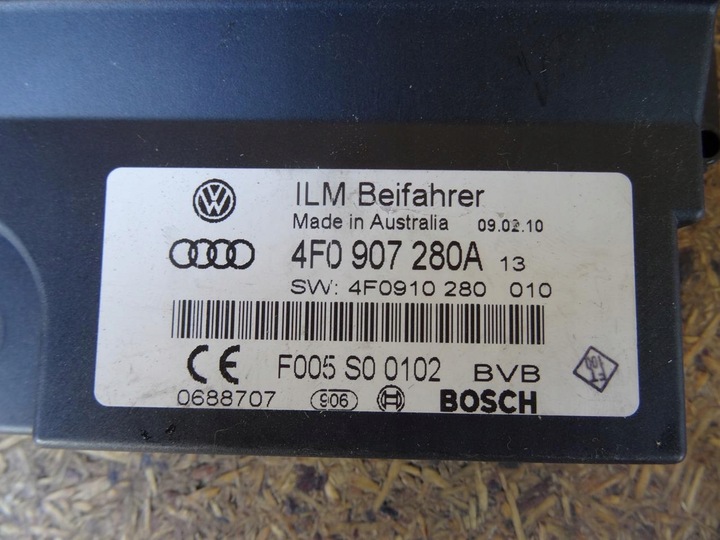 ILM Beifahrer
Made in Australia 09.02.10
4F0 907 280A 13
SW: 4F0910 280 010
CE F005 S0 0102 BVB
0688707 906 BOSCH